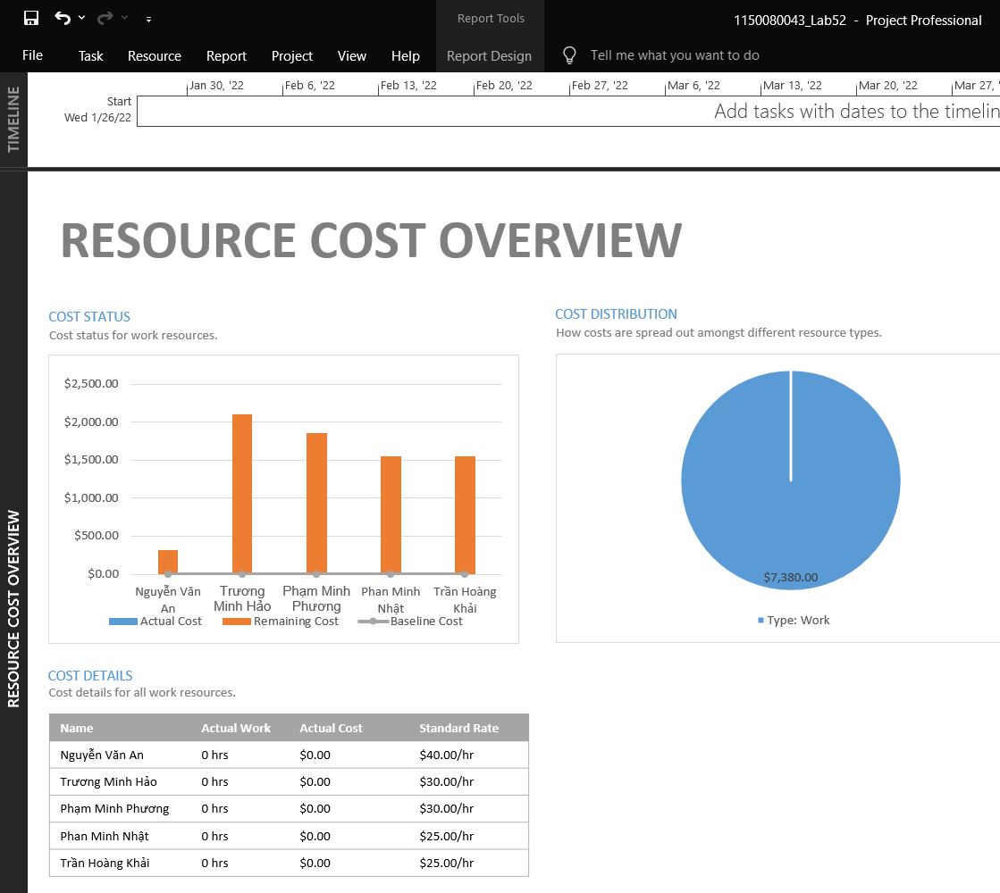 Report Tools
1150080043_Lab52 - Project Professional
File Task Resource Report Project View Help Report Design Tell me what you want to do
TIMELINE
Jan 30, '22 Feb 6, '22 Feb 13, '22 Feb 20, '22 Feb 27, '22 Mar 6, '22 Mar 13, '22 Mar 20, '22 Mar 27,
Start
Wed 1/26/22
Add tasks with dates to the timelin
RESOURCE COST OVERVIEW
RESOURCE COST OVERVIEW
COST STATUS
Cost status for work resources.
$2,500.00
$2,000.00
$1,500.00
$1,000.00
$500.00
$0.00
Nguyễn Văn An
Trương Minh Hảo
Phạm Minh Phương
Phan Minh Nhật
Trần Hoàng Khải
Actual Cost Remaining Cost Baseline Cost
COST DISTRIBUTION
How costs are spread out amongst different resource types.
$7,380.00
Type: Work
COST DETAILS
Cost details for all work resources.
Name Actual Work Actual Cost Standard Rate
Nguyễn Văn An 0 hrs $0.00 $40.00/hr
Trương Minh Hảo 0 hrs $0.00 $30.00/hr
Phạm Minh Phương 0 hrs $0.00 $30.00/hr
Phan Minh Nhật 0 hrs $0.00 $25.00/hr
Trần Hoàng Khải 0 hrs $0.00 $25.00/hr